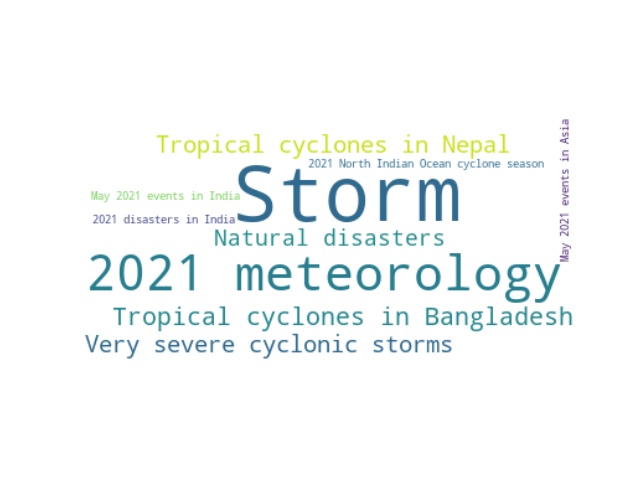 Tropical cyclones in Nepal
2021 North Indian Ocean cyclone season
May 2021 events in Asia
Storm
May 2021 events in India
2021 disasters in India
Natural disasters
2021 meteorology
Tropical cyclones in Bangladesh
Very severe cyclonic storms